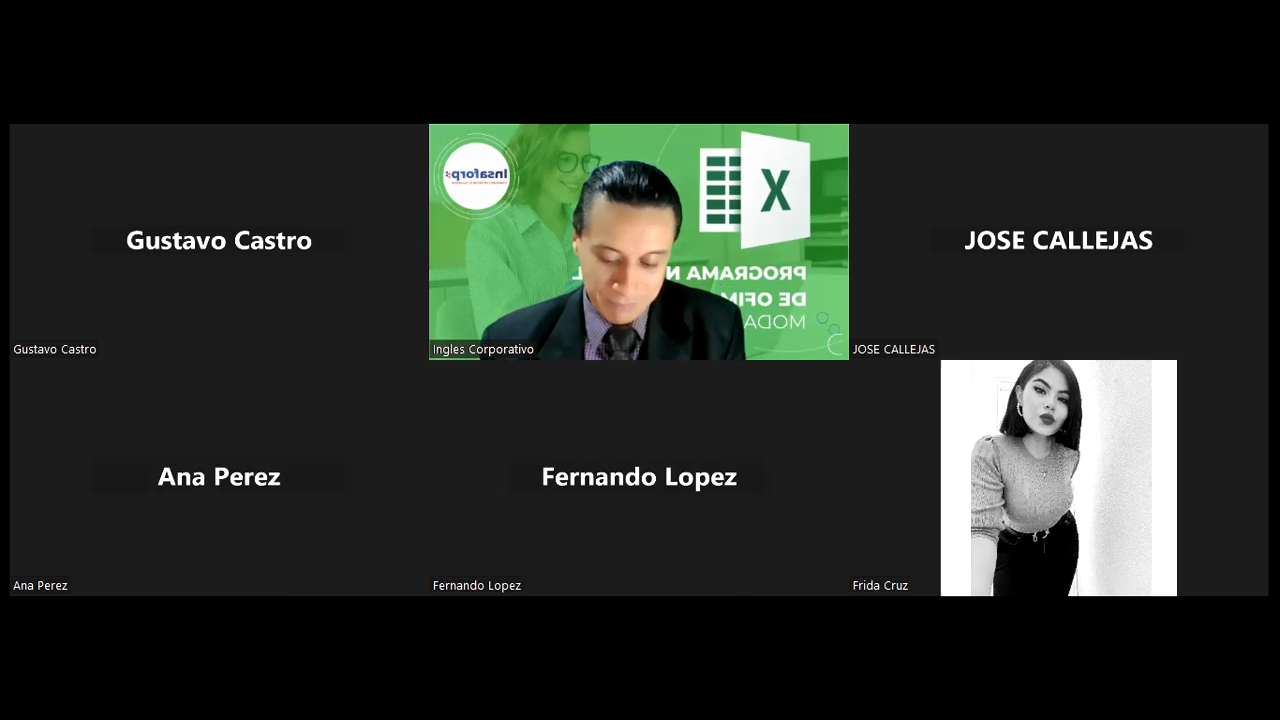 Gustavo Castro
Gustavo Castro
Insaforp
X
PROGRAMA N
DE OFIM
MODA
Ingles Corporativo
JOSE CALLEJAS
JOSE CALLEJAS
Ana Perez
Ana Perez
Fernando Lopez
Fernando Lopez
Frida Cruz